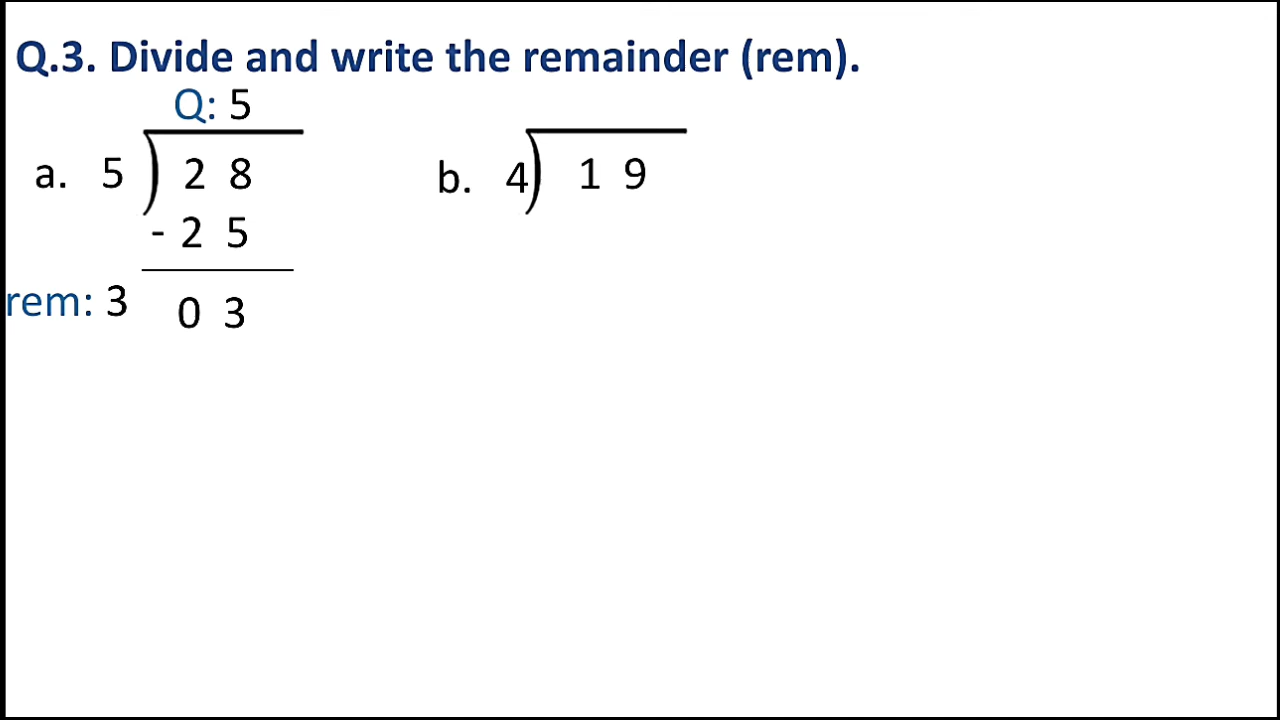 Q.3. Divide and write the remainder (rem).
Q: 5
a. 5 ) 2 8
- 2 5
rem: 3 0 3
b. 4 ) 1 9